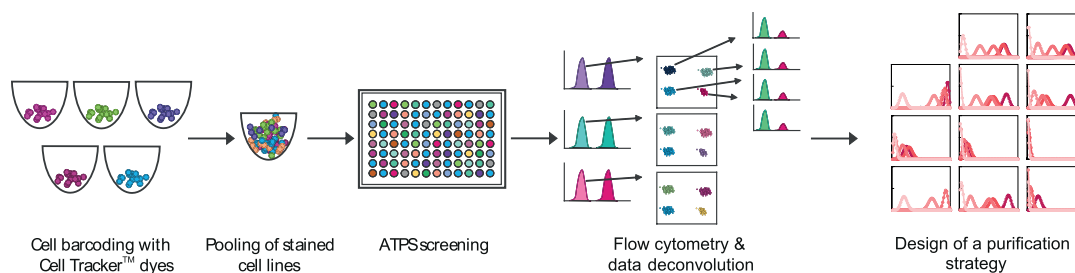 Cell barcoding with
Cell Tracker™ dyes
Pooling of stained
cell lines
ATPS screening
Flow cytometry &
data deconvolution
Design of a purification
strategy